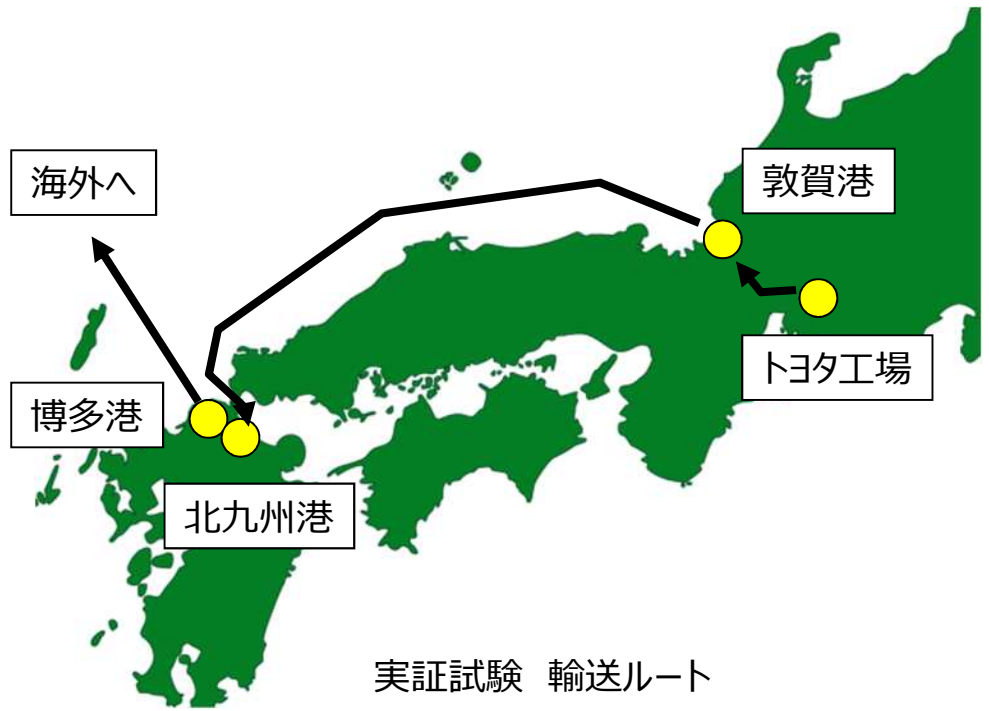 海外へ
敦賀港
トヨタ工場
博多港
北九州港
実証試験 輸送ルート